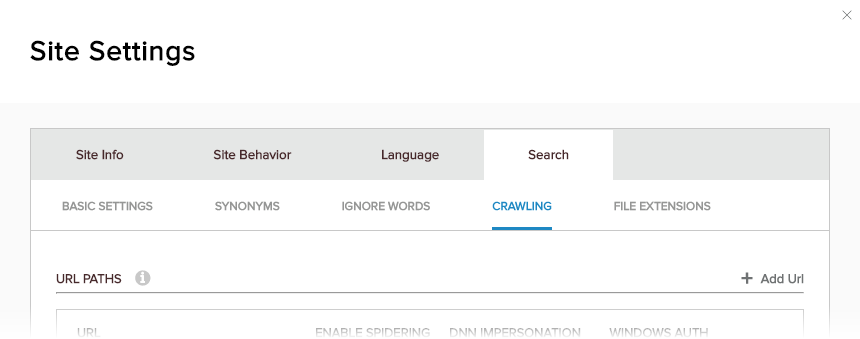 Site Settings
Site Info Site Behavior Language Search
BASIC SETTINGS SYNONYMS IGNORE WORDS CRAWLING FILE EXTENSIONS
URL PATHS + Add Url
URL ENABLE SPIDERING DNN IMPERSONATION WINDOWS AUTH